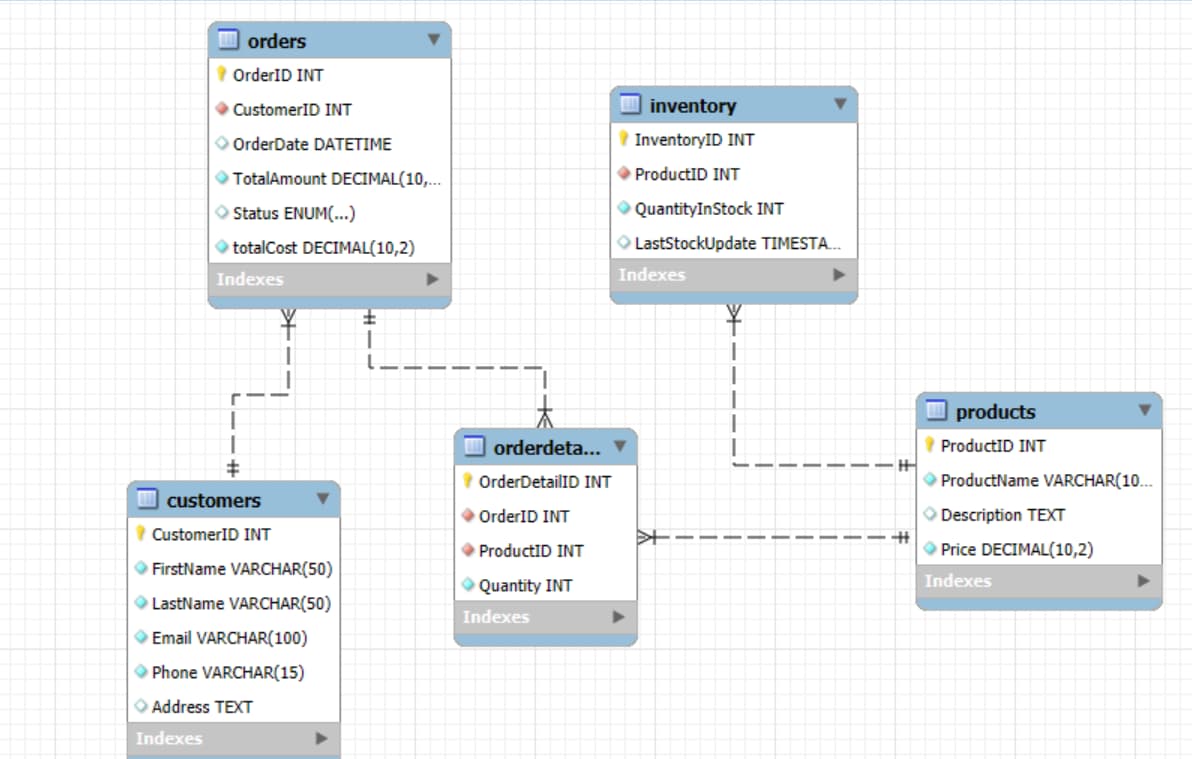 orders
OrderID INT
CustomerID INT
OrderDate DATETIME
TotalAmount DECIMAL(10,...
Status ENUM(...)
totalCost DECIMAL(10,2)
Indexes
inventory
InventoryID INT
ProductID INT
QuantityInStock INT
LastStockUpdate TIMESTA...
Indexes
customers
CustomerID INT
FirstName VARCHAR(50)
LastName VARCHAR(50)
Email VARCHAR(100)
Phone VARCHAR(15)
Address TEXT
Indexes
orderdeta...
OrderDetailID INT
OrderID INT
ProductID INT
Quantity INT
Indexes
products
ProductID INT
ProductName VARCHAR(10...
Description TEXT
Price DECIMAL(10,2)
Indexes